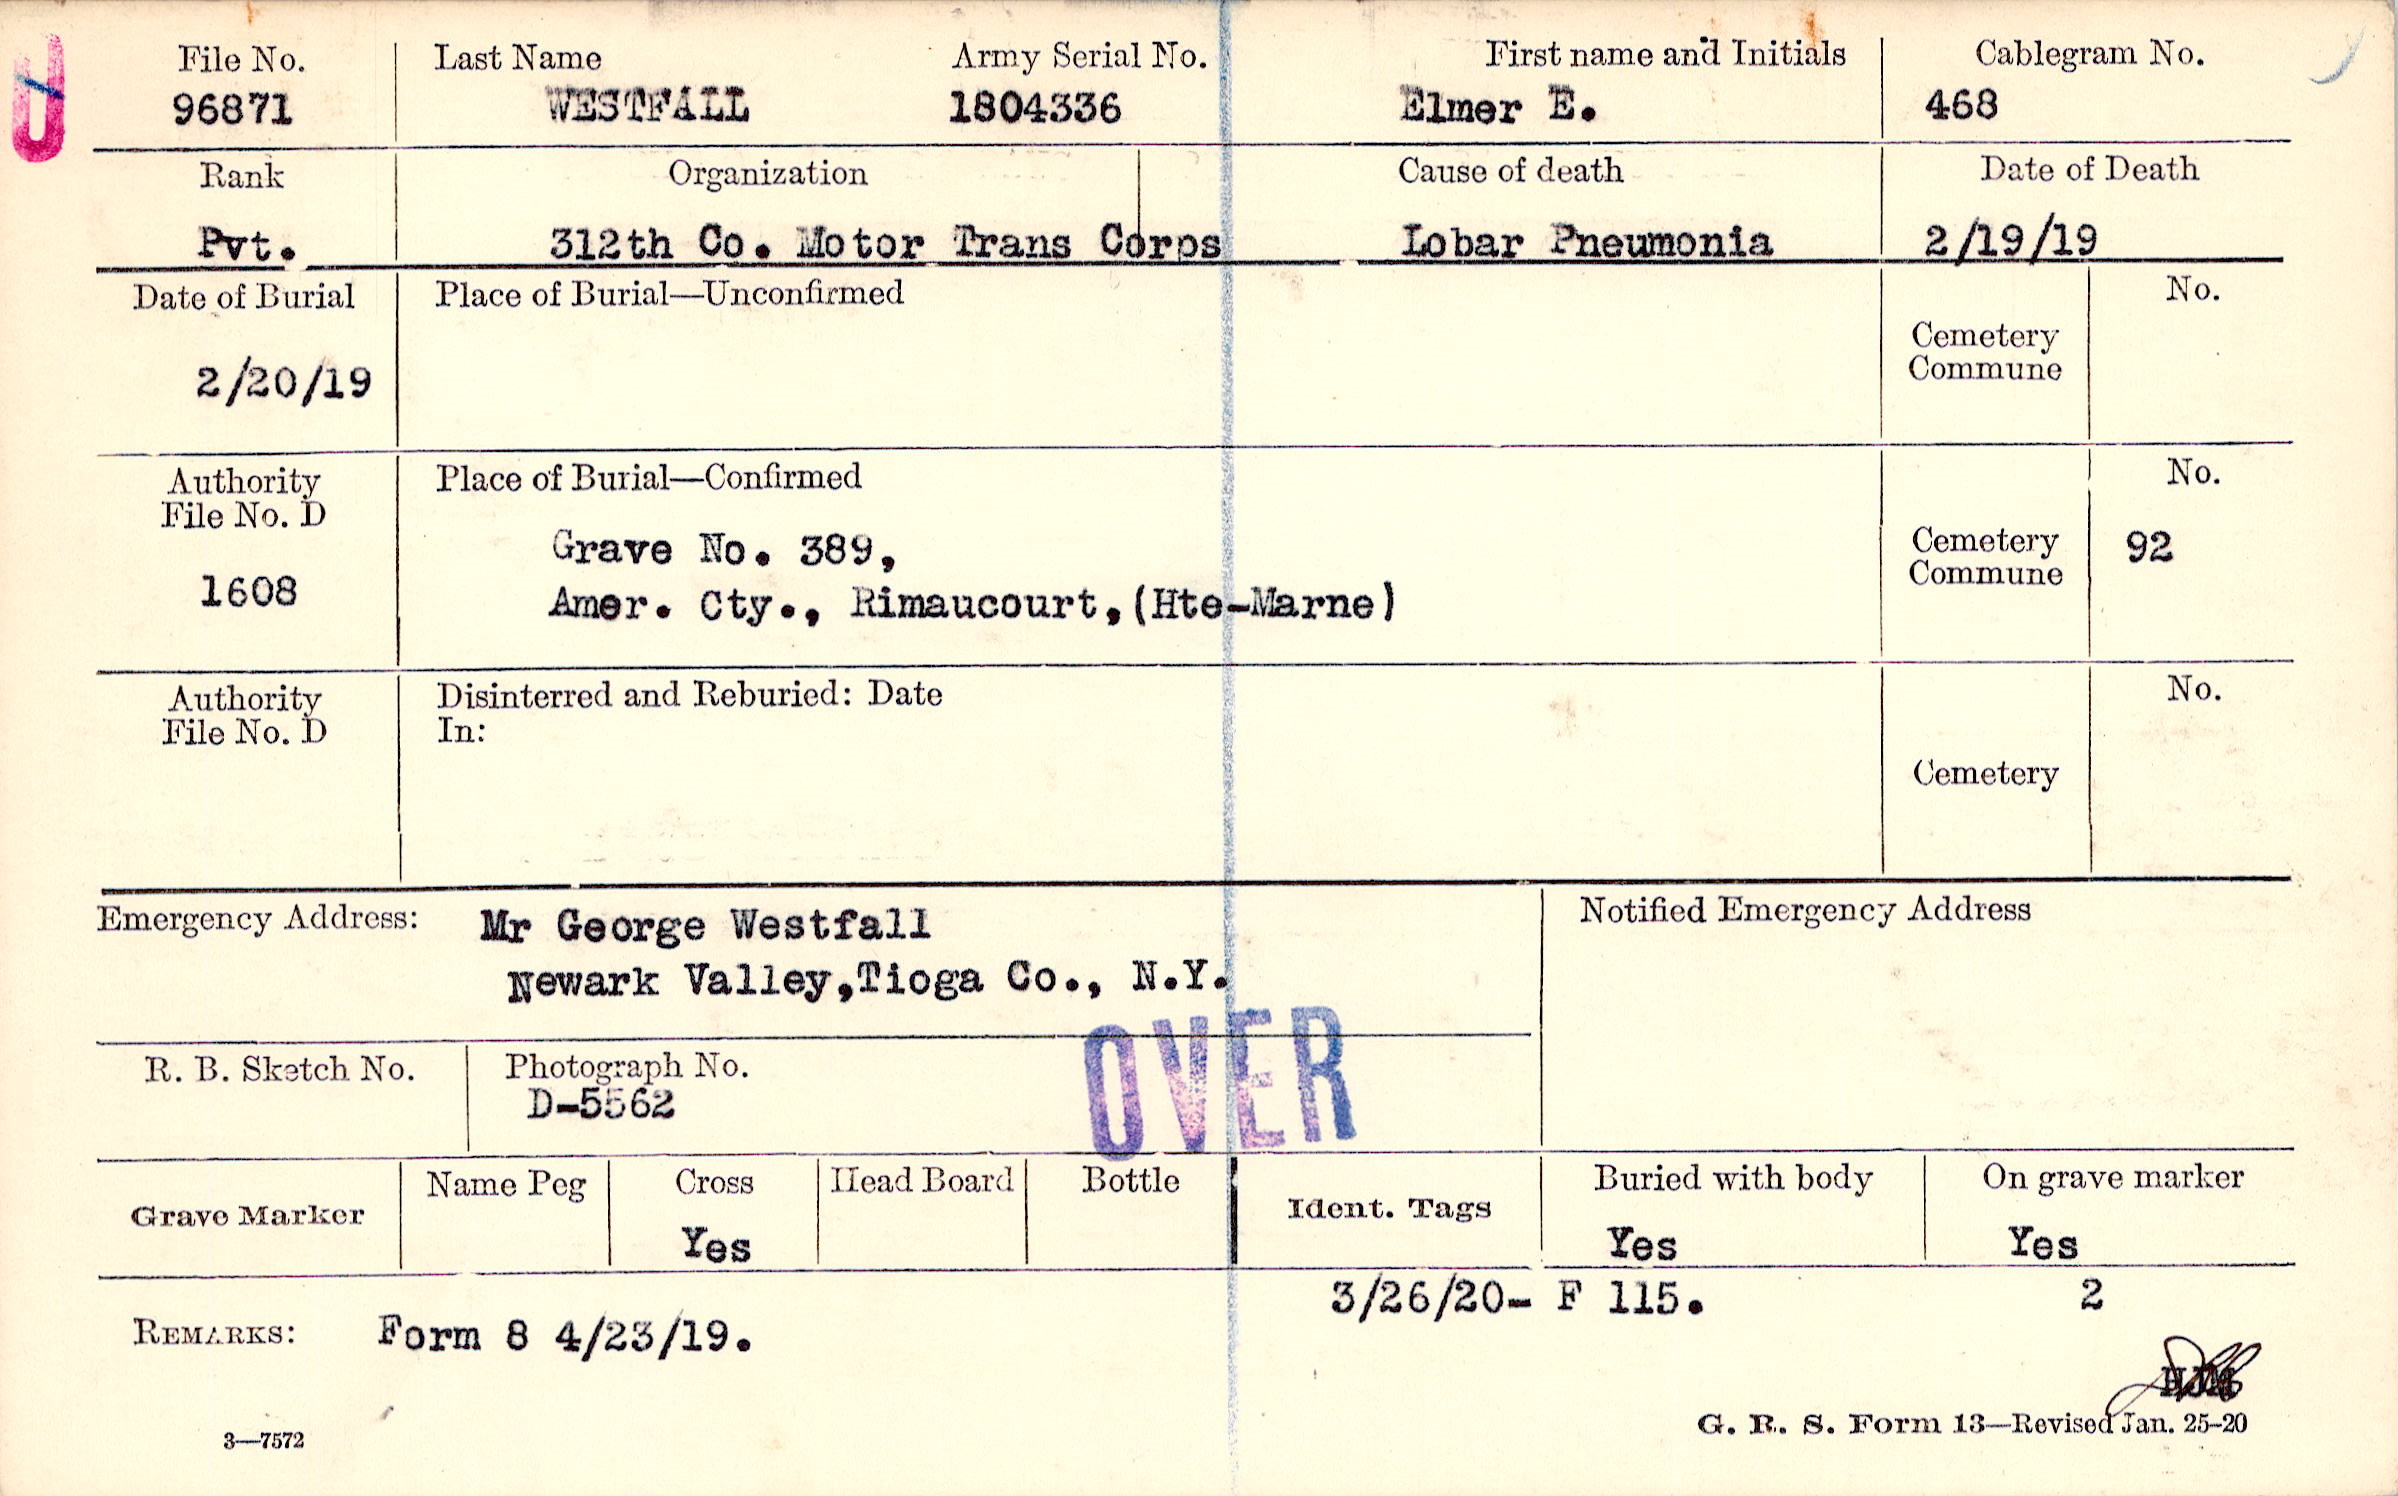 U
File No. Last Name Army Serial No. First name and Initials Cablegram No.
96871 WESTFALL 1804336 Elmer E. 468
Rank Organization Cause of death Date of Death
Pvt. 312th Co. Motor Trans Corps Lobar Pneumonia 2/19/19
Date of Burial Place of Burial—Unconfirmed No.
Cemetery
Commune
2/20/19
Authority Place of Burial—Confirmed No.
File No. D
Grave No. 389, Cemetery 92
Commune
1608 Amer. Cty., Rimaucourt,(Hte-Marne)
Authority Disinterred and Reburied: Date No.
File No. D In:
Cemetery
Emergency Address: Mr George Westfall Notified Emergency Address
Newark Valley,Tioga Co., N.Y.
OVER
R. B. Sketch No. Photograph No.
D-5562
Grave Marker Name Peg Cross Head Board Bottle Ident. Tags Buried with body On grave marker
Yes Yes Yes
3/26/20- F 115. 2
REMARKS: Form 8 4/23/19.
3—7572
G. R. S. Form 13—Revised Jan. 25-20